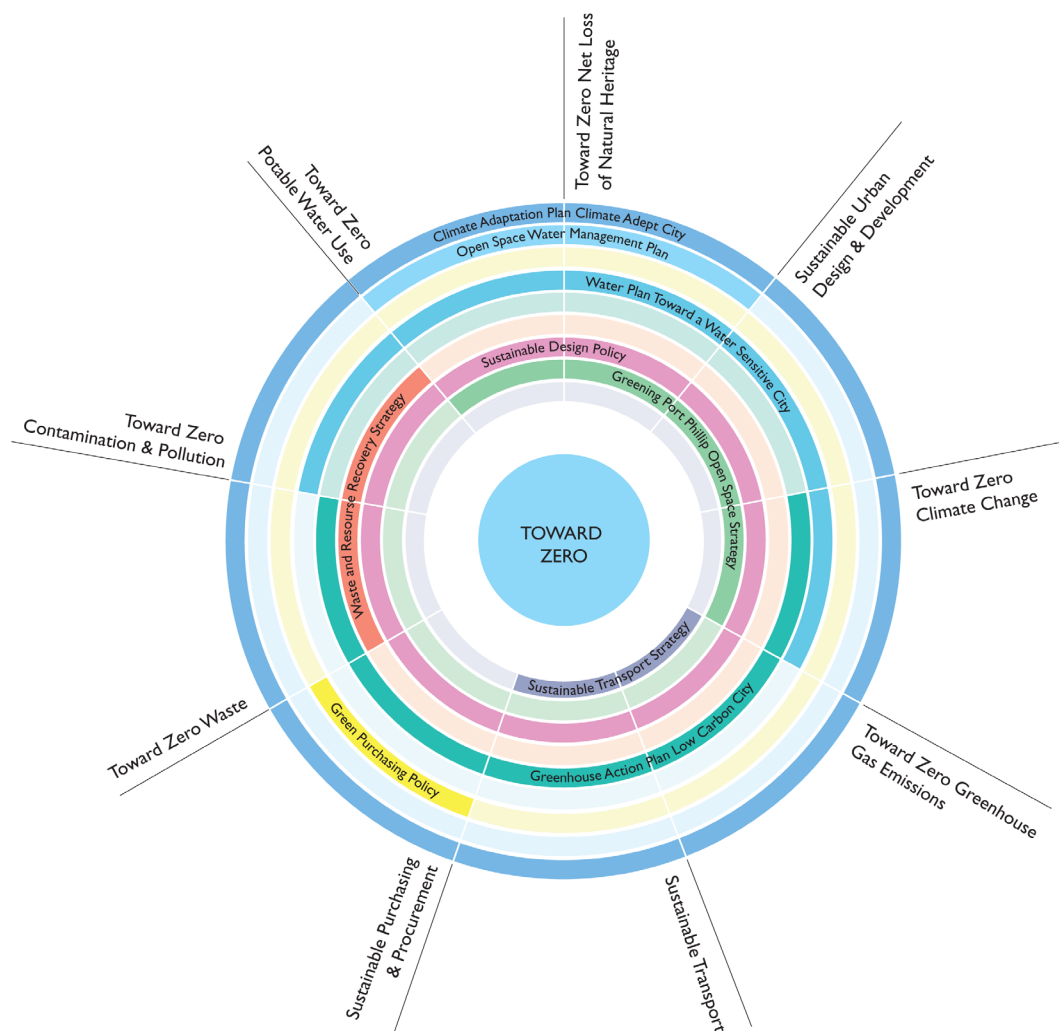 Toward Zero Net Loss
of Natural Heritage
Sustainable Urban
Design & Development
Toward Zero
Climate Change
Toward Zero Greenhouse
Gas Emissions
Sustainable Transport
Sustainable Purchasing
& Procurement
Toward Zero Waste
Toward Zero
Contamination & Pollution
Toward Zero
Potable Water Use
Climate Adaptation Plan Climate Adept City
Open Space Water Management Plan
Water Plan Toward a Water Sensitive City
Sustainable Design Policy
Greening Port Phillip Open Space Strategy
Waste and Resourse Recovery Strategy
TOWARD
ZERO
Sustainable Transport Strategy
Greenhouse Action Plan Low Carbon City
Green Purchasing Policy